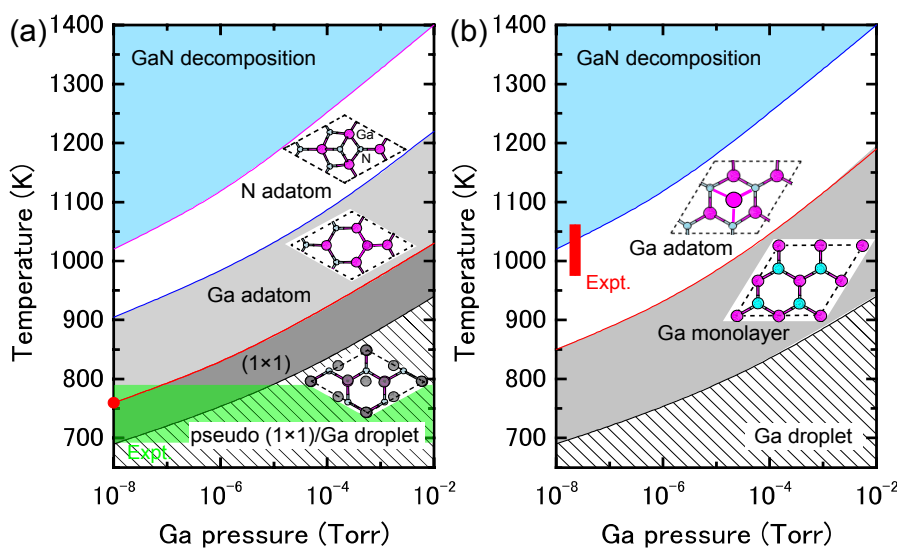 (a)
1400
1300
1200
1100
1000
900
800
700
Temperature (K)
GaN decomposition
Ga
N
N adatom
Ga adatom
(1×1)
pseudo (1×1)/Ga droplet
Expt.
10⁻⁸
10⁻⁶
10⁻⁴
10⁻²
Ga pressure (Torr)
(b)
1400
1300
1200
1100
1000
900
800
700
Temperature (K)
GaN decomposition
Ga adatom
Expt.
Ga monolayer
Ga droplet
10⁻⁸
10⁻⁶
10⁻⁴
10⁻²
Ga pressure (Torr)